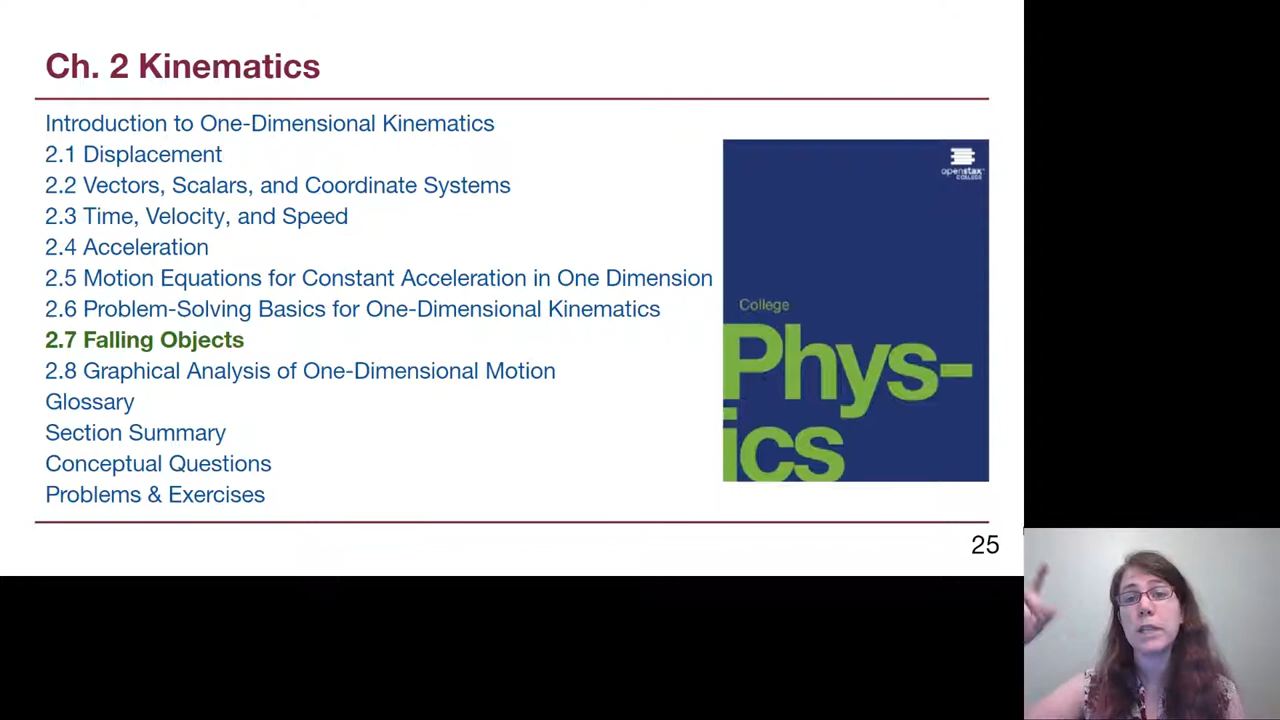 Ch. 2 Kinematics
Introduction to One-Dimensional Kinematics
2.1 Displacement
2.2 Vectors, Scalars, and Coordinate Systems
2.3 Time, Velocity, and Speed
2.4 Acceleration
2.5 Motion Equations for Constant Acceleration in One Dimension
2.6 Problem-Solving Basics for One-Dimensional Kinematics
2.7 Falling Objects
2.8 Graphical Analysis of One-Dimensional Motion
Glossary
Section Summary
Conceptual Questions
Problems & Exercises
openstax
COLLEGE
College
Phys-
ics
25